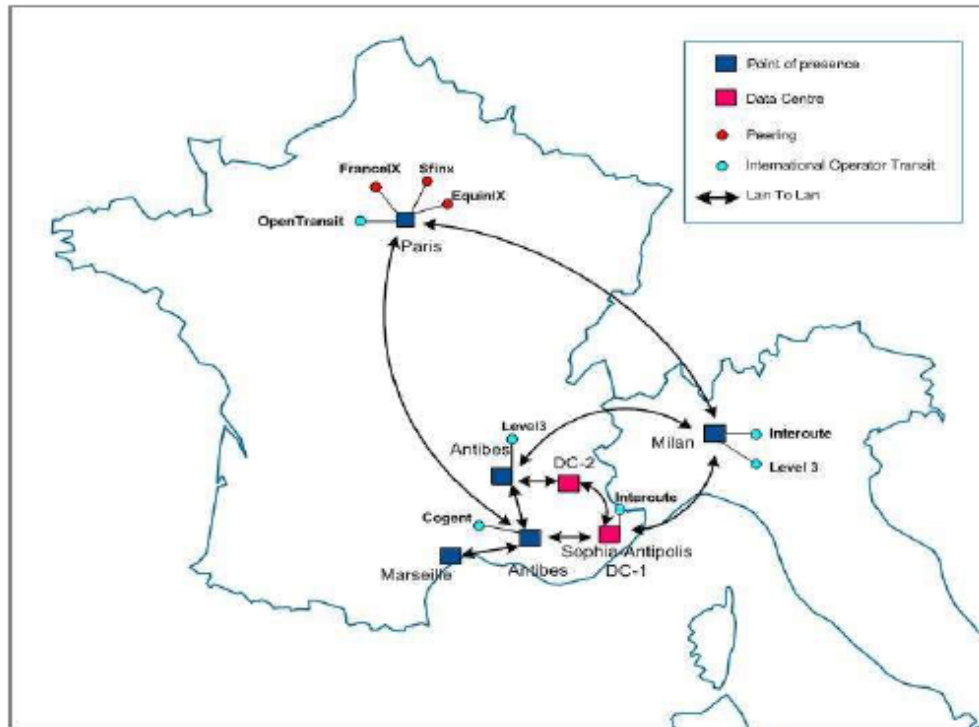 Point of presence
Data Centre
Peering
International Operator Transit
Lan To Lan
FranceIX
Sfinx
EquinIX
OpenTransit
Paris
Level3
Antibes
DC-2
Milan
Interoute
Level 3
Interoute
Cogent
Sophia-Antipolis
Marseille
Antibes
DC-1